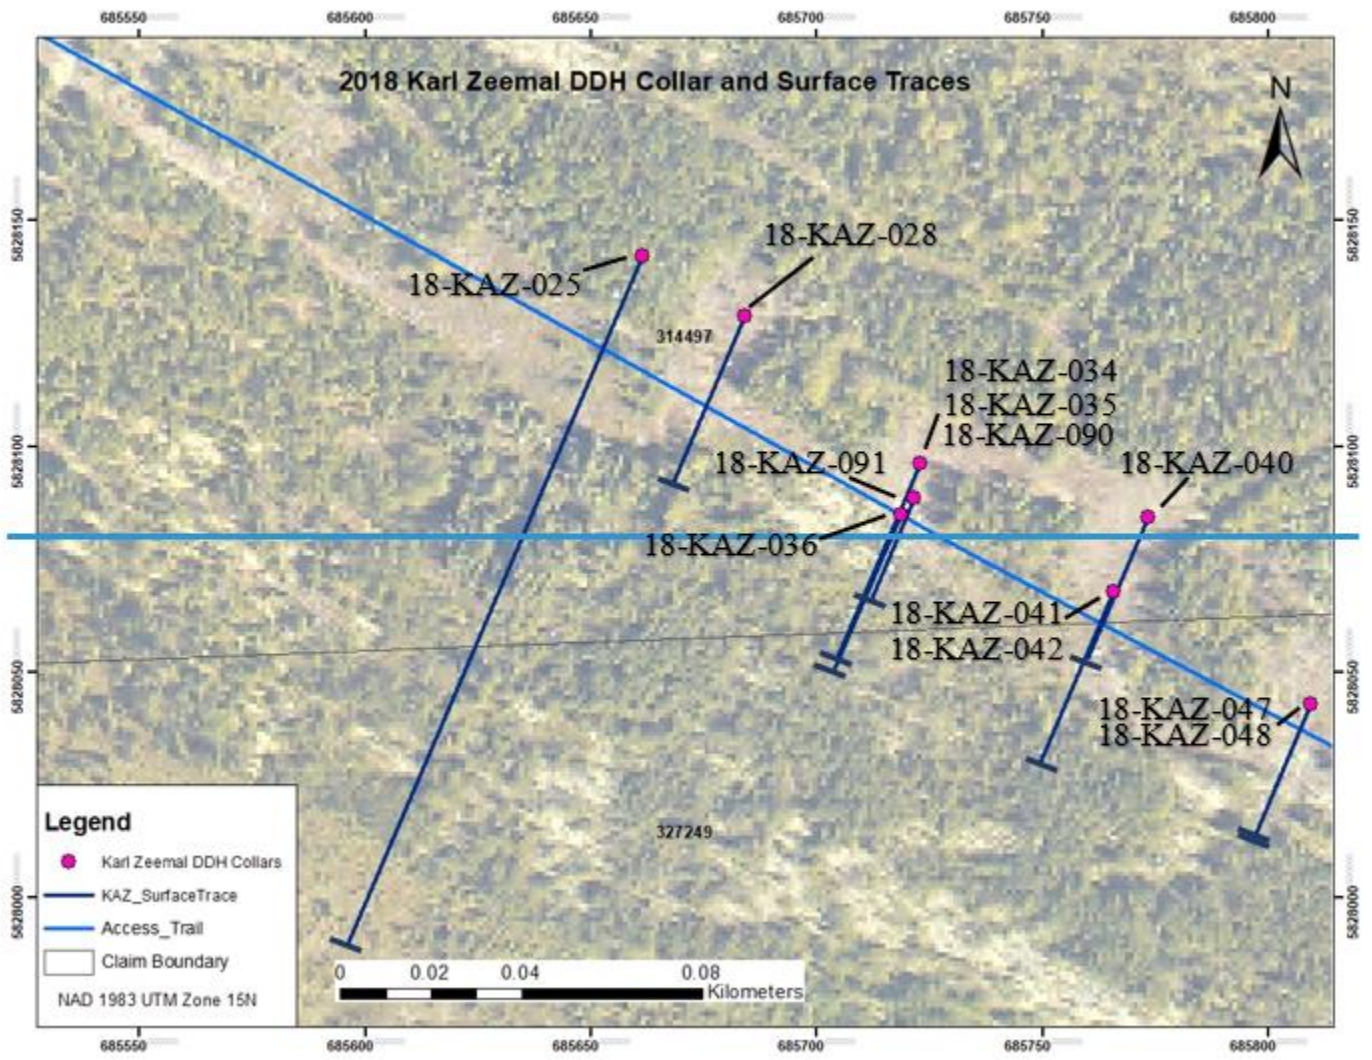 685550 685600 685650 685700 685750 685800
2018 Karl Zeemal DDH Collar and Surface Traces
N
5828150
5828150
18-KAZ-028
18-KAZ-025
314497
18-KAZ-034
18-KAZ-035
18-KAZ-090
5828100
5828100
18-KAZ-091
18-KAZ-040
18-KAZ-036
18-KAZ-041
18-KAZ-042
5828050
5828050
18-KAZ-047
18-KAZ-048
327249
Legend
Karl Zeemal DDH Collars
KAZ_SurfaceTrace
Access_Trail
Claim Boundary
NAD 1983 UTM Zone 15N
5828000
5828000
0 0.02 0.04 0.08
Kilometers
685550 685600 685650 685700 685750 685800